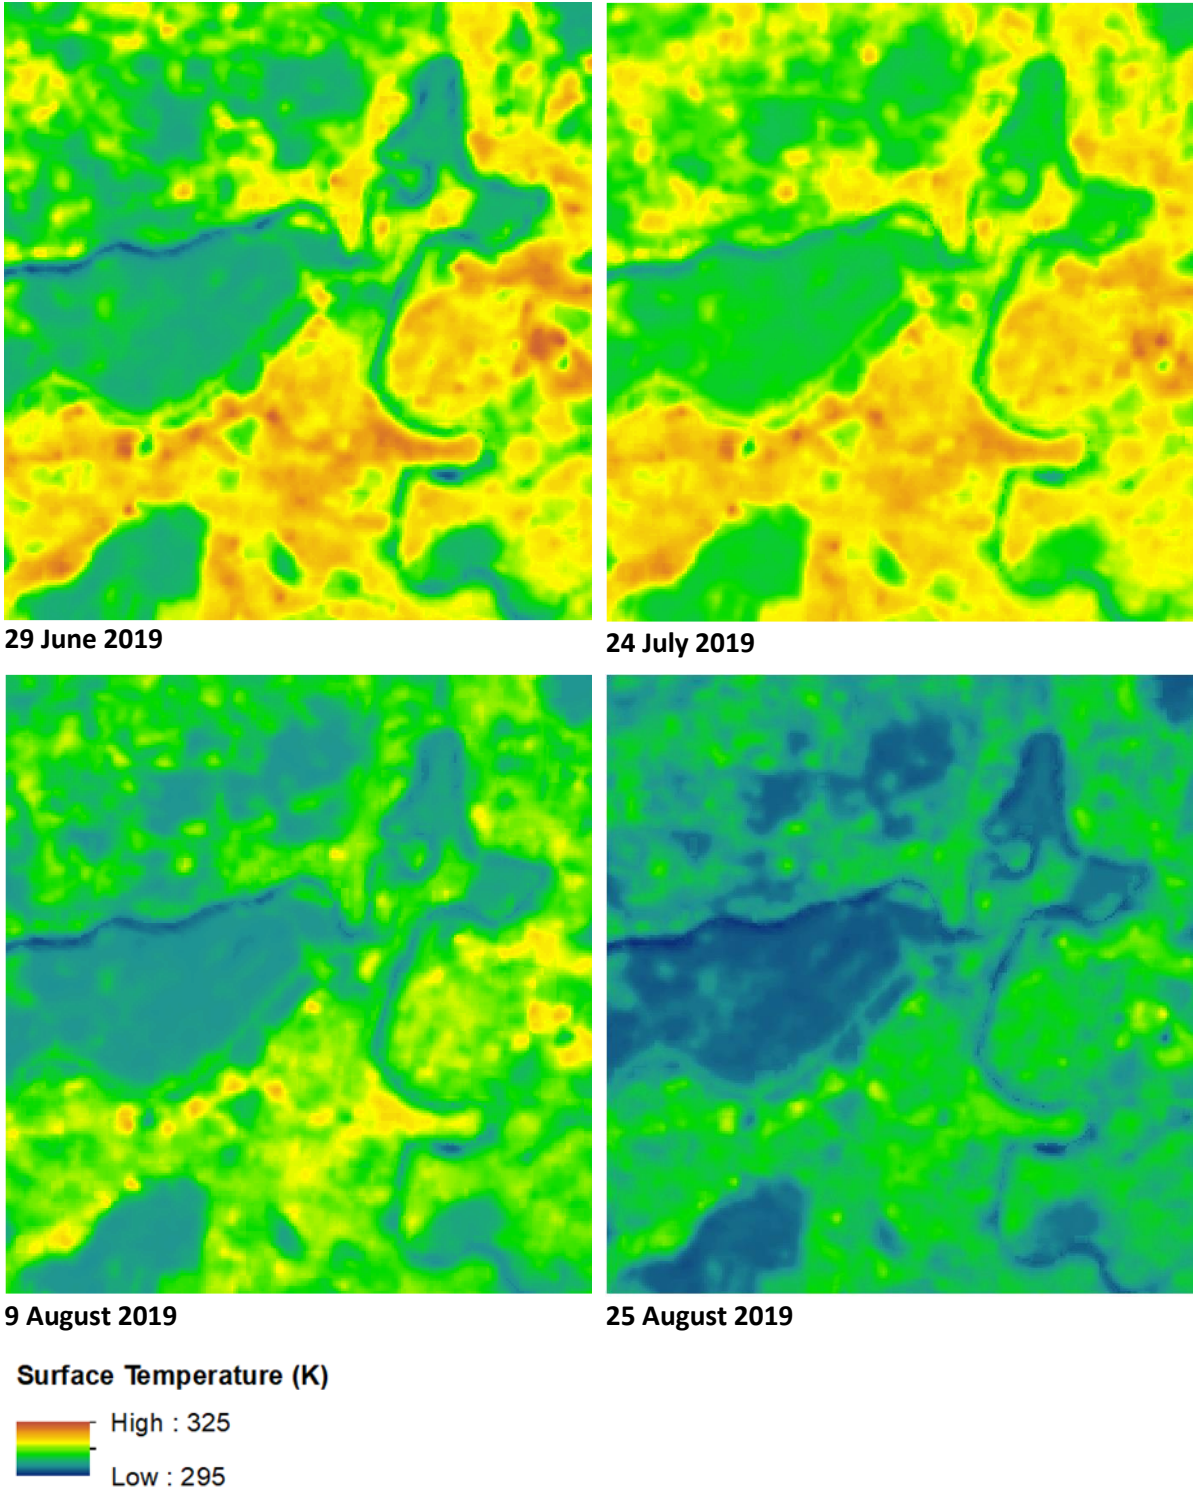 29 June 2019
24 July 2019
9 August 2019
25 August 2019
Surface Temperature (K)
High : 325
Low : 295